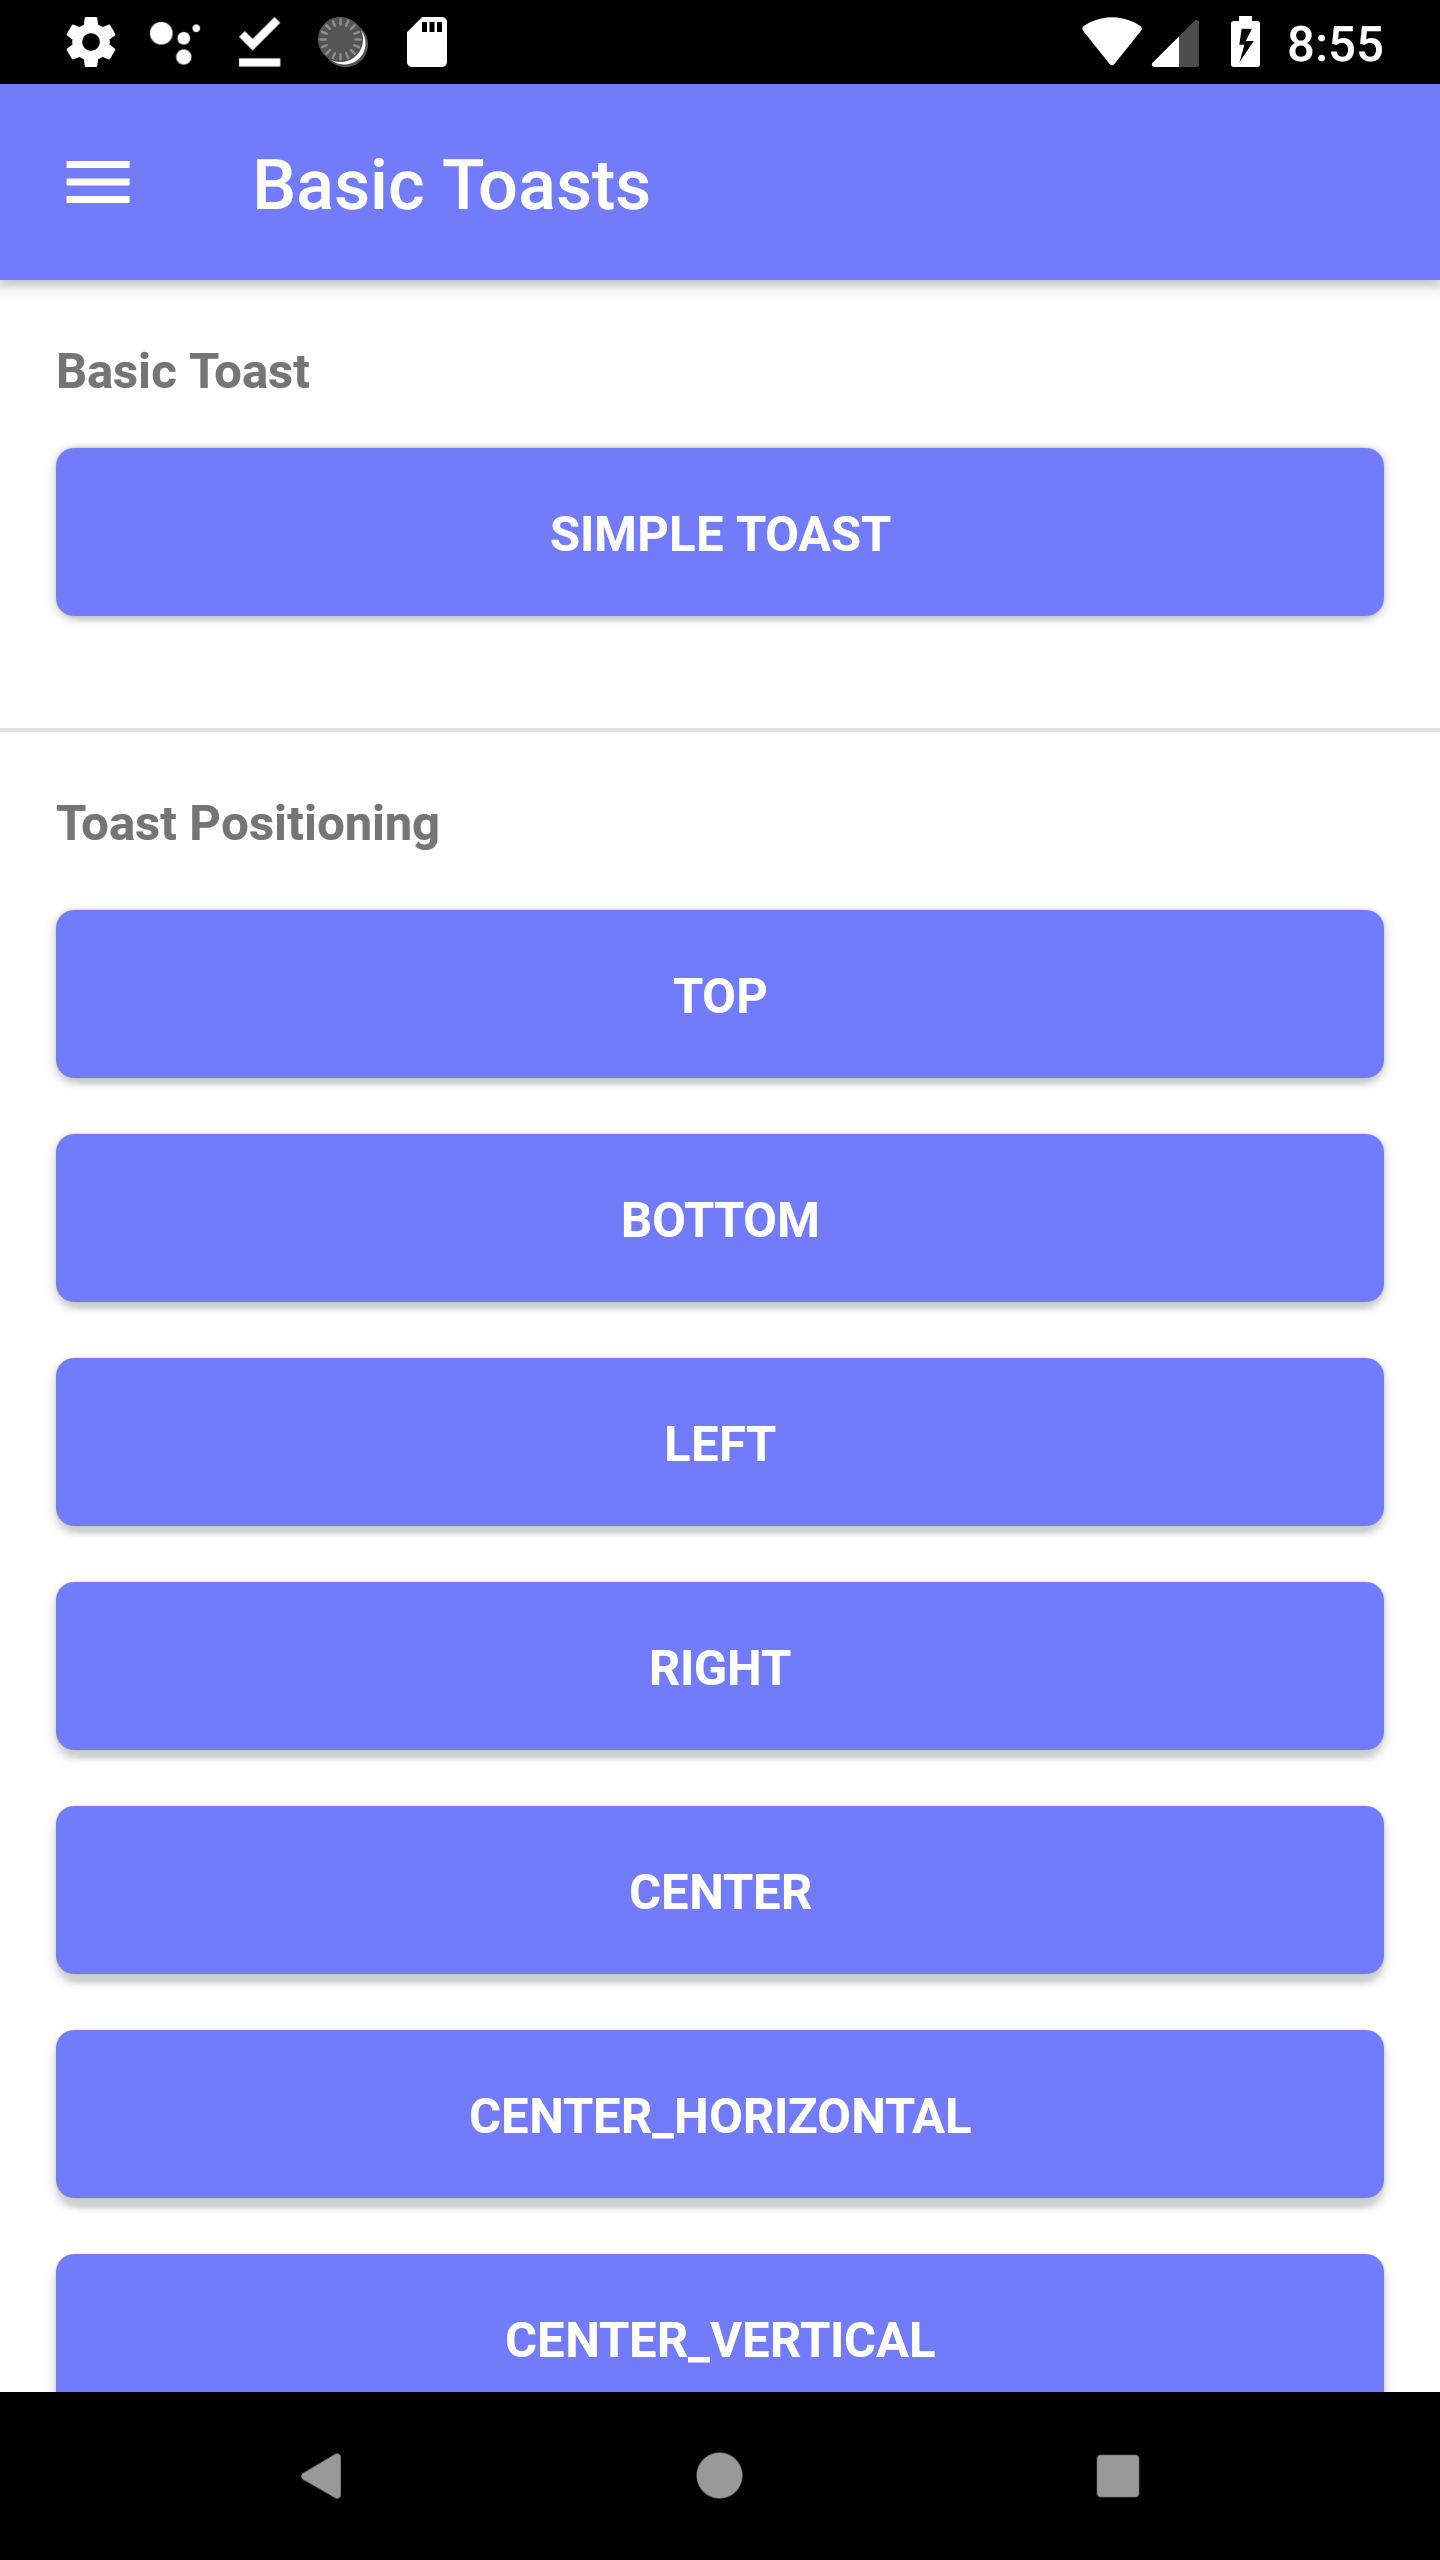 8:55
Basic Toasts
Basic Toast
SIMPLE TOAST
Toast Positioning
TOP
BOTTOM
LEFT
RIGHT
CENTER
CENTER_HORIZONTAL
CENTER_VERTICAL